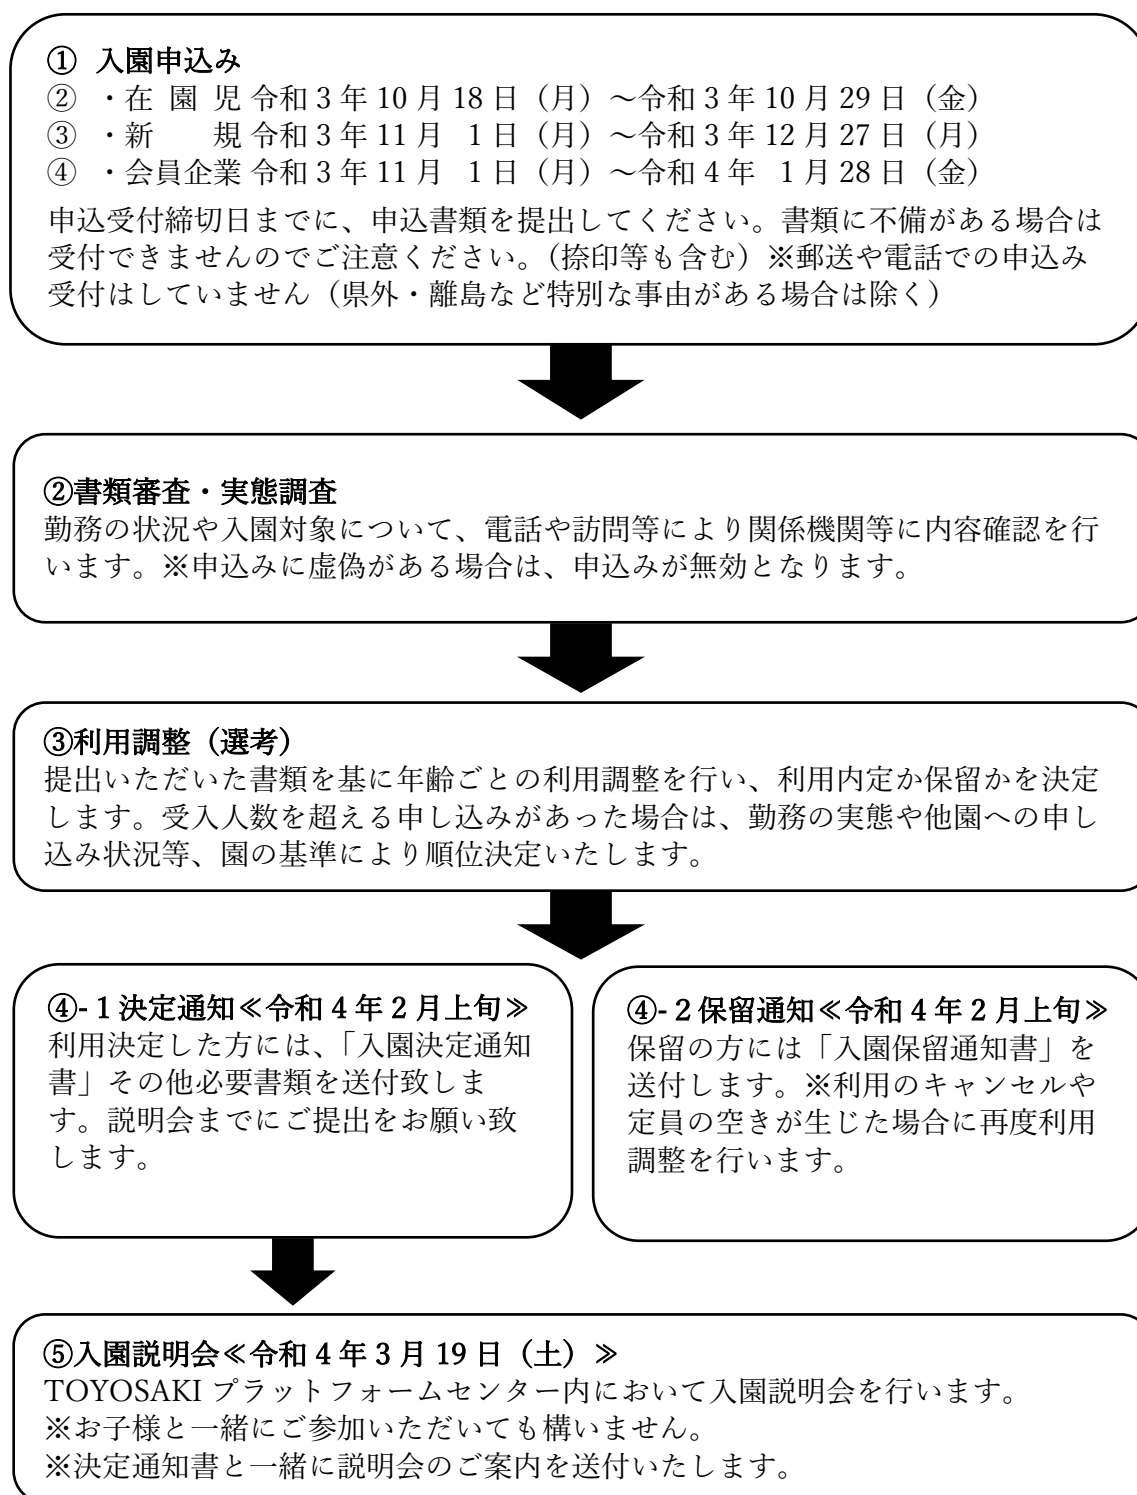 ① 入園申込み
② ・在 園 児 令和 3 年 10 月 18 日（月）～令和 3 年 10 月 29 日（金）
③ ・新　　規 令和 3 年 11 月 1 日（月）～令和 3 年 12 月 27 日（月）
④ ・会員企業 令和 3 年 11 月 1 日（月）～令和 4 年 1 月 28 日（金）
申込受付締切日までに、申込書類を提出してください。書類に不備がある場合は
受付できませんのでご注意ください。（捺印等も含む）※郵送や電話での申込み
受付はしていません（県外・離島など特別な事由がある場合は除く）
②書類審査・実態調査
勤務の状況や入園対象について、電話や訪問等により関係機関等に内容確認を行
います。※申込みに虚偽がある場合は、申込みが無効となります。
③利用調整（選考）
提出いただいた書類を基に年齢ごとの利用調整を行い、利用内定か保留かを決定
します。受入人数を超える申し込みがあった場合は、勤務の実態や他園への申し
込み状況等、園の基準により順位決定いたします。
④-１決定通知≪令和 4 年 2 月上旬≫
利用決定した方には、「入園決定通知
書」その他必要書類を送付致しま
す。説明会までにご提出をお願い致
します。
④-２保留通知≪令和 4 年 2 月上旬≫
保留の方には「入園保留通知書」を
送付します。※利用のキャンセルや
定員の空きが生じた場合に再度利用
調整を行います。
⑤入園説明会≪令和 4 年 3 月 19 日（土）≫
TOYOSAKI プラットフォームセンター内において入園説明会を行います。
※お子様と一緒にご参加いただいても構いません。
※決定通知書と一緒に説明会のご案内を送付いたします。